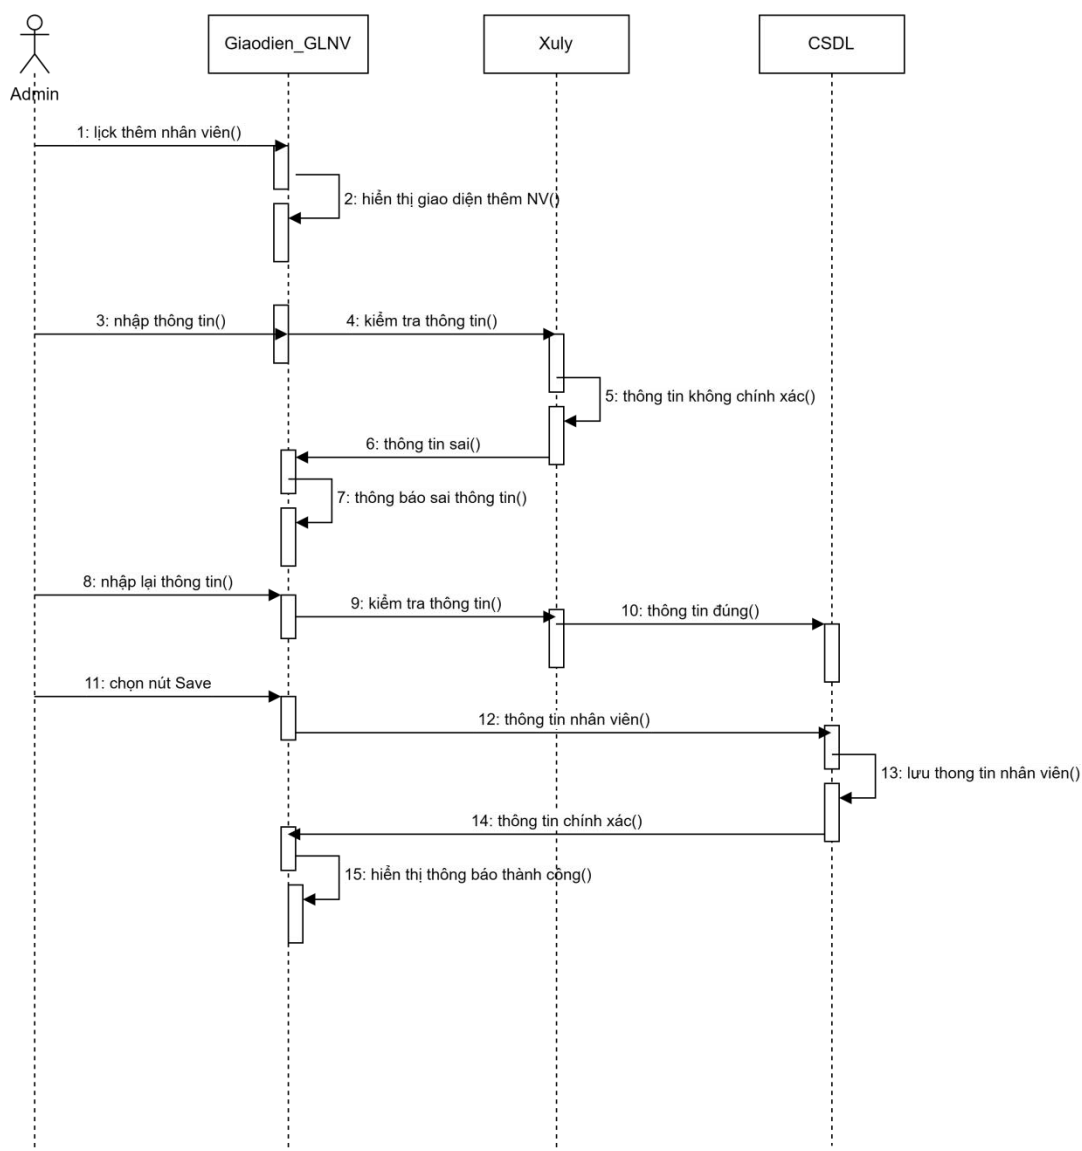 Giaodien_GLNV
Xuly
CSDL
Admin
1: lịck thêm nhân viên()
2: hiển thị giao diện thêm NV()
3: nhập thông tin()
4: kiểm tra thông tin()
5: thông tin không chính xác()
6: thông tin sai()
7: thông báo sai thông tin()
8: nhập lại thông tin()
9: kiểm tra thông tin()
10: thông tin đúng()
11: chọn nút Save
12: thông tin nhân viên()
13: lưu thong tin nhân viên()
14: thông tin chính xác()
15: hiển thị thông báo thành công()